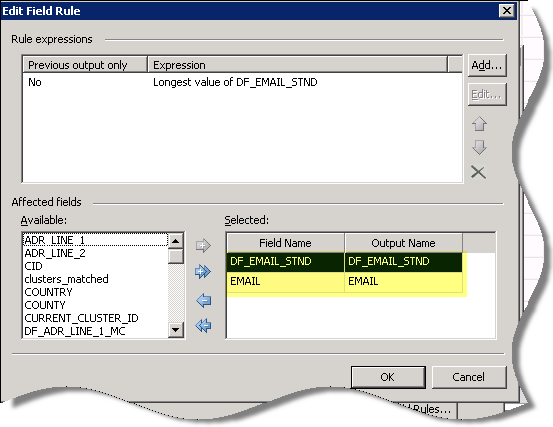 Edit Field Rule
Rule expressions
Previous output only Expression
No Longest value of DF_EMAIL_STND
Add...
Edit...
Affected fields
Available:
ADR_LINE_1
ADR_LINE_2
CID
clusters_matched
COUNTRY
COUNTY
CURRENT_CLUSTER_ID
DF_ADR_LINE_1_MC
Selected:
Field Name Output Name
DF_EMAIL_STND DF_EMAIL_STND
EMAIL EMAIL
OK Cancel
Rules...